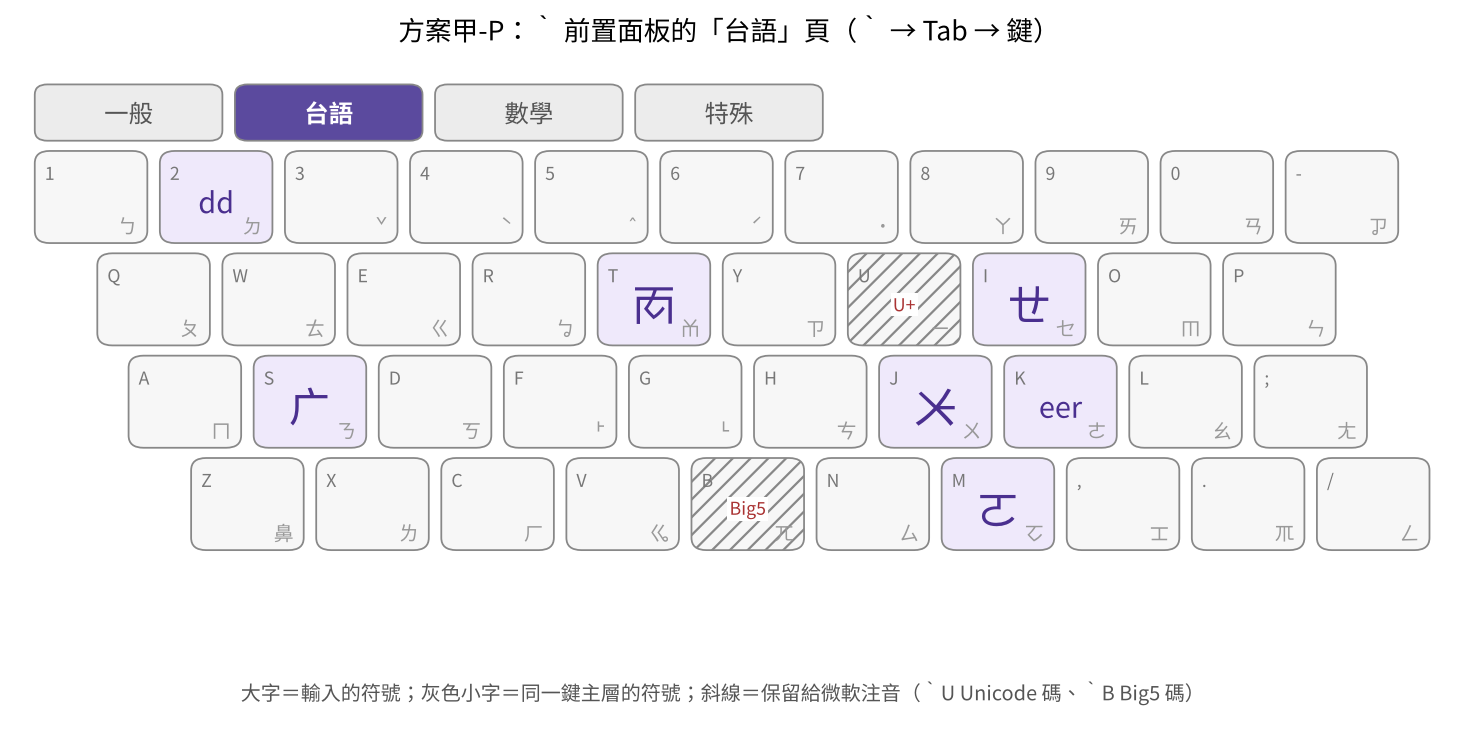 方案甲-P：ˋ 前置面板的「台語」頁（ˋ → Tab → 鍵）
一般 台語 數學 特殊
1 2 3 4 5 6 7 8 9 0 -
dd
ㄅ ㄉ ˇ ˋ ˆ ˊ . ㄚ ㄞ ㄢ ㆡ
Q W E R T Y U I O P
U+ ㄝ
ㄆ ㄊ ㄍ ㆠ ㄗ ㄧ ㆤ ㄣ
A S D F G H J K L ;
广 eer
ㄇ ㄋ ㄎ ㄘ ㄨ ㄜ ㄠ ㄤ
Z X C V B N M , . /
Big5
鼻 ㄌ ㄏ ㆣ ㄙ ㆦ ㄥ
大字＝輸入的符號；灰色小字＝同一鍵主層的符號；斜線＝保留給微軟注音（ˋ U Unicode 碼、ˋ B Big5 碼）